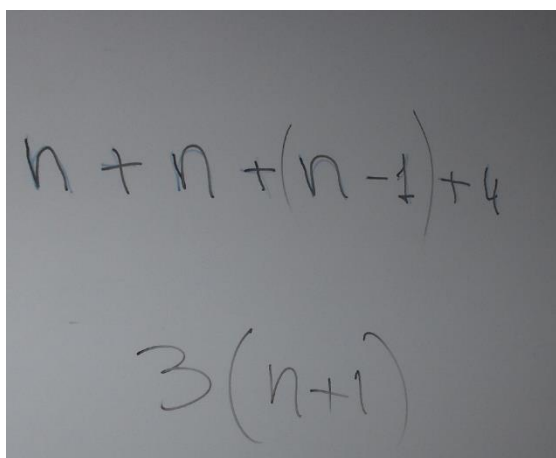 n + n + (n - 1) + 4
3(n+1)